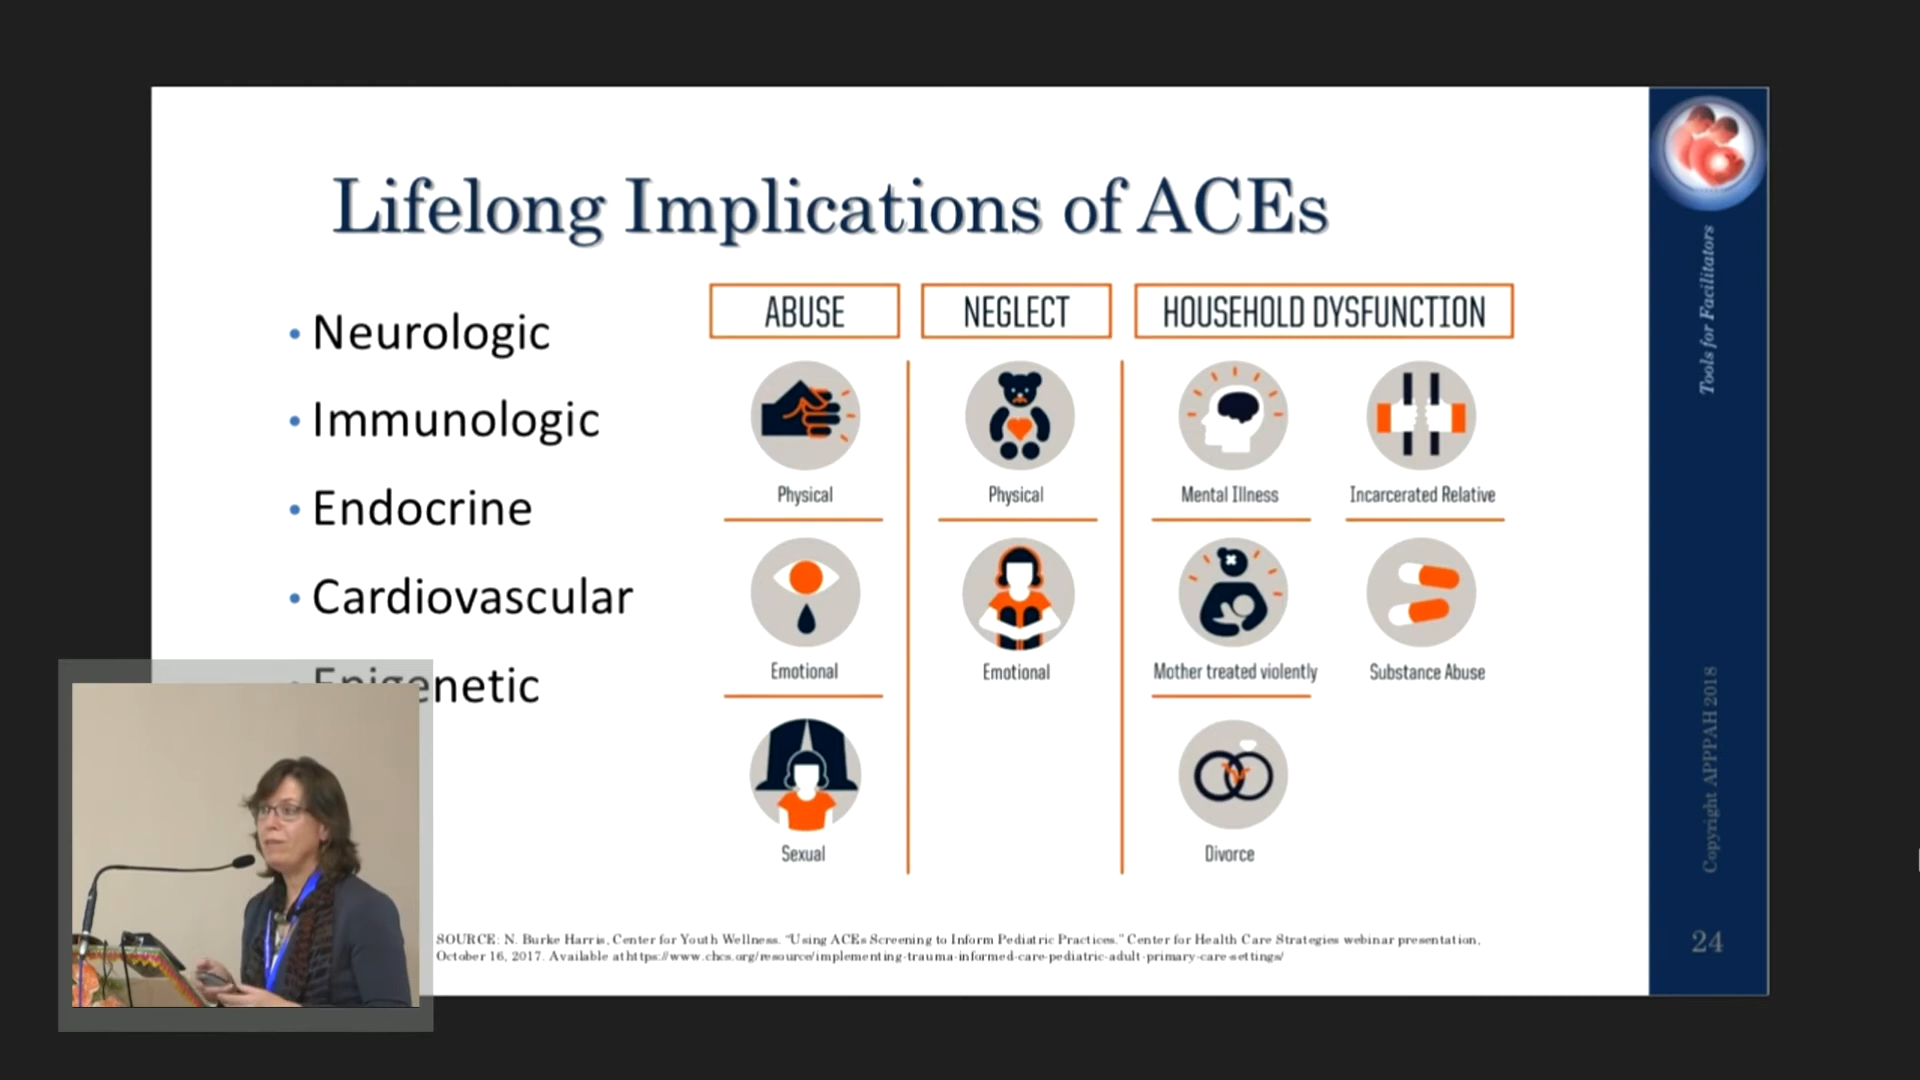 Lifelong Implications of ACEs
• Neurologic
• Immunologic
• Endocrine
• Cardiovascular
• Epigenetic
ABUSE
Physical
Emotional
Sexual
NEGLECT
Physical
Emotional
HOUSEHOLD DYSFUNCTION
Mental Illness
Incarcerated Relative
Mother treated violently
Substance Abuse
Divorce
SOURCE: N. Burke Harris, Center for Youth Wellness. “Using ACEs Screening to Inform Pediatric Practices.” Center for Health Care Strategies webinar presentation,
October 16, 2017. Available at https://www.chcs.org/resource/implementing-trauma-informed-care-pediatric-adult-primary-care-settings/
Tools for Facilitators
Copyright APPPAH 2018
24